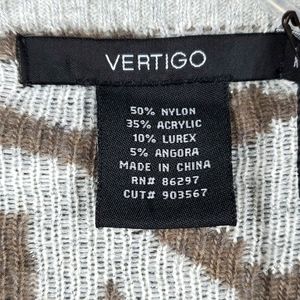 VERTIGO
50% NYLON
35% ACRYLIC
10% LUREX
5% ANGORA
MADE IN CHINA
RN# 86297
CUT# 903567